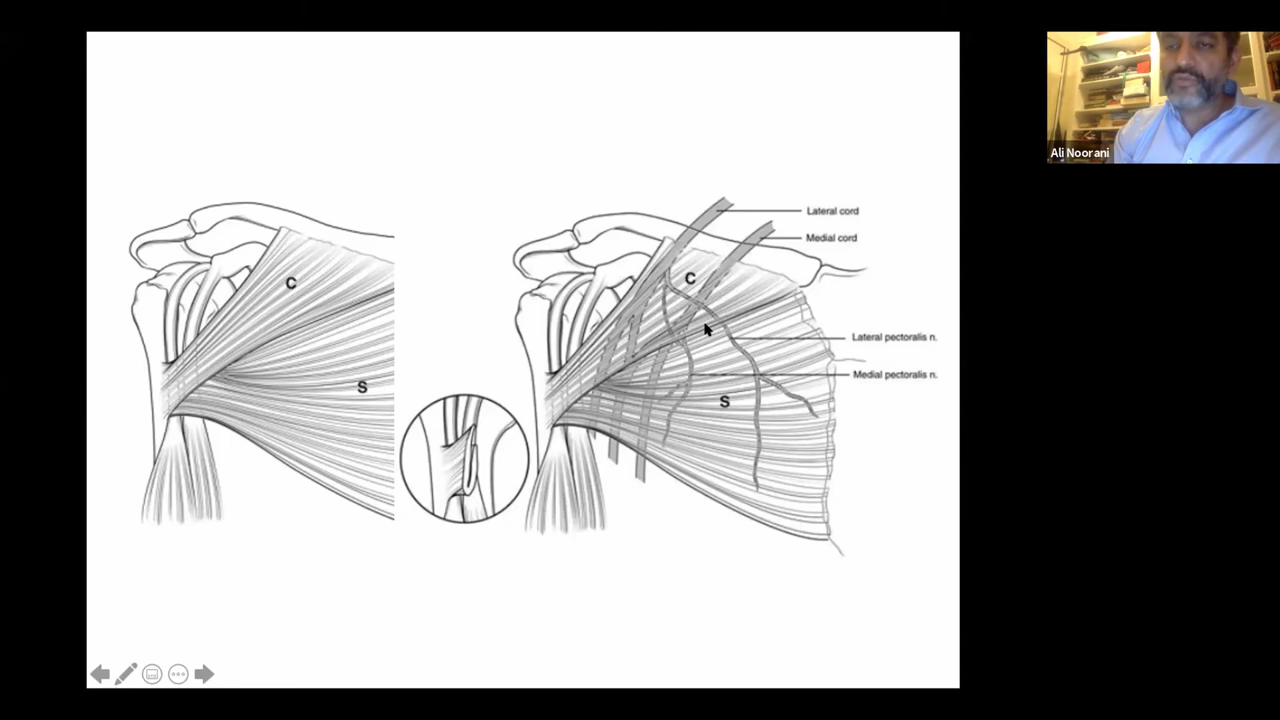 Ali Noorani
C
S
Lateral cord
Medial cord
C
Lateral pectoralis n.
Medial pectoralis n.
S